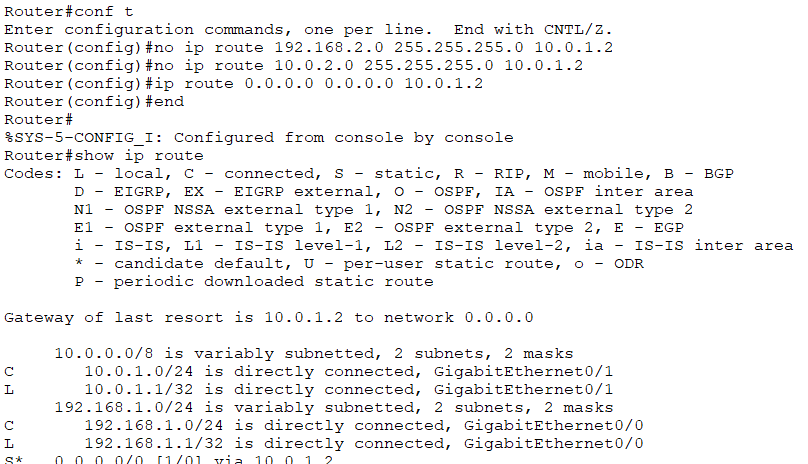 Router#conf t
Enter configuration commands, one per line.  End with CNTL/Z.
Router(config)#no ip route 192.168.2.0 255.255.255.0 10.0.1.2
Router(config)#no ip route 10.0.2.0 255.255.255.0 10.0.1.2
Router(config)#ip route 0.0.0.0 0.0.0.0 10.0.1.2
Router(config)#end
Router#
%SYS-5-CONFIG_I: Configured from console by console
Router#show ip route
Codes: L - local, C - connected, S - static, R - RIP, M - mobile, B - BGP
       D - EIGRP, EX - EIGRP external, O - OSPF, IA - OSPF inter area
       N1 - OSPF NSSA external type 1, N2 - OSPF NSSA external type 2
       E1 - OSPF external type 1, E2 - OSPF external type 2, E - EGP
       i - IS-IS, L1 - IS-IS level-1, L2 - IS-IS level-2, ia - IS-IS inter area
       * - candidate default, U - per-user static route, o - ODR
       P - periodic downloaded static route

Gateway of last resort is 10.0.1.2 to network 0.0.0.0

     10.0.0.0/8 is variably subnetted, 2 subnets, 2 masks
C       10.0.1.0/24 is directly connected, GigabitEthernet0/1
L       10.0.1.1/32 is directly connected, GigabitEthernet0/1
     192.168.1.0/24 is variably subnetted, 2 subnets, 2 masks
C       192.168.1.0/24 is directly connected, GigabitEthernet0/0
L       192.168.1.1/32 is directly connected, GigabitEthernet0/0
S*   0.0.0.0/0 [1/0] via 10.0.1.2